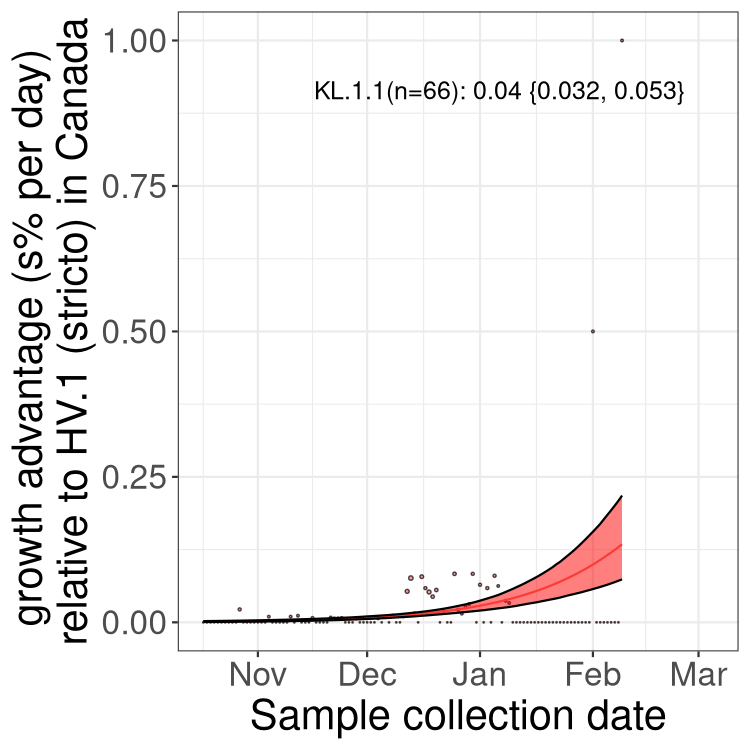 growth advantage (s% per day)
relative to HV.1 (stricto) in Canada
1.00
0.75
0.50
0.25
0.00
KL.1.1(n=66): 0.04 {0.032, 0.053}
Nov Dec Jan Feb Mar
Sample collection date